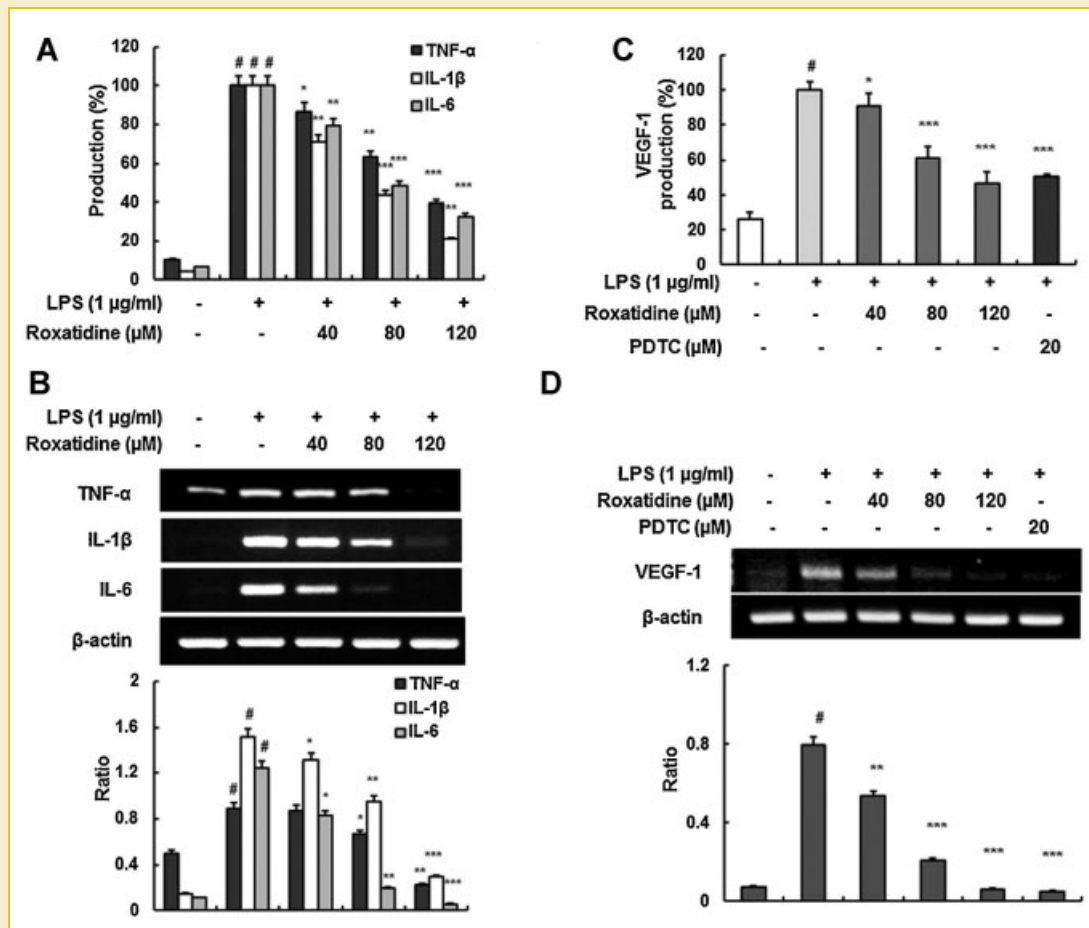 A
Production (%)
120
100
80
60
40
20
0
TNF-α
IL-1β
IL-6
# # #
* ** **
** *** ***
*** ** ***
LPS (1 µg/ml) - + + + +
Roxatidine (µM) - - 40 80 120
B
LPS (1 µg/ml) - + + + +
Roxatidine (µM) - - 40 80 120
TNF-α
IL-1β
IL-6
β-actin
Ratio
2
1.6
1.2
0.8
0.4
0
TNF-α
IL-1β
IL-6
# # #
* *
* ** **
** *** ***
C
VEGF-1
production (%)
120
100
80
60
40
20
0
# * *** *** ***
LPS (1 µg/ml) - + + + + +
Roxatidine (µM) - - 40 80 120 -
PDTC (µM) - - - - - 20
D
LPS (1 µg/ml) - + + + + +
Roxatidine (µM) - - 40 80 120 -
PDTC (µM) - - - - - 20
VEGF-1
β-actin
Ratio
1.2
0.8
0.4
0
# ** *** *** ***